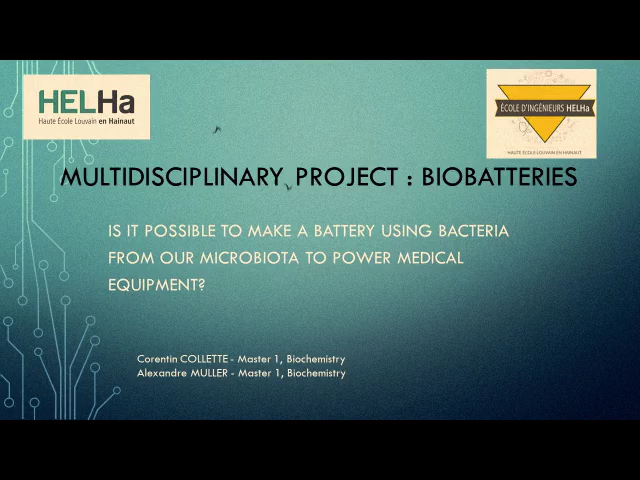 HELHa
Haute École Louvain en Hainaut
ÉCOLE D'INGÉNIEURS HELHa
HAUTE ÉCOLE LOUVAIN EN HAINAUT
MULTIDISCIPLINARY PROJECT : BIOBATTERIES
IS IT POSSIBLE TO MAKE A BATTERY USING BACTERIA
FROM OUR MICROBIOTA TO POWER MEDICAL
EQUIPMENT?
Corentin COLLETTE - Master 1, Biochemistry
Alexandre MULLER - Master 1, Biochemistry